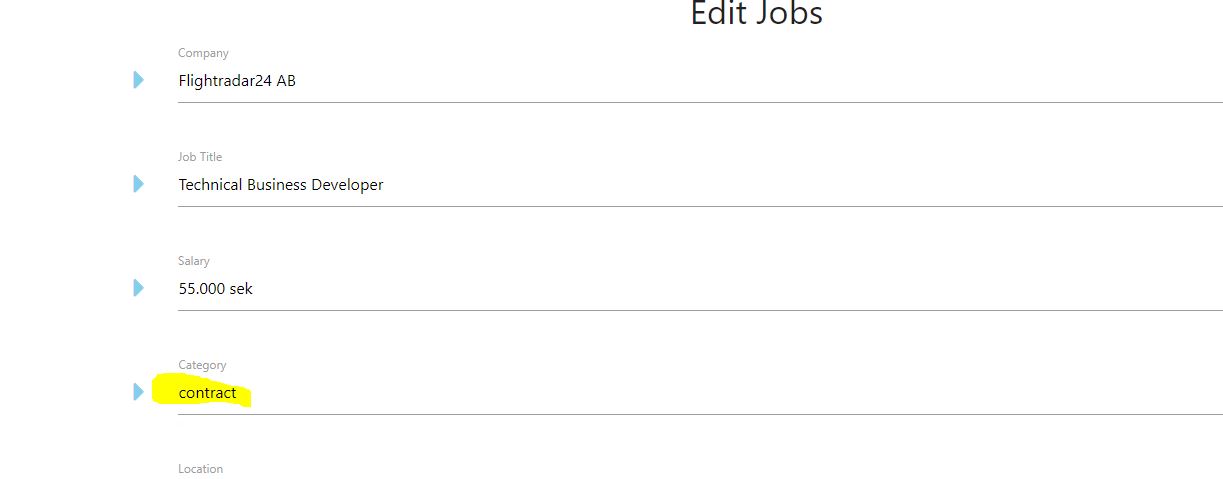 Edit Jobs
Company
Flightradar24 AB
Job Title
Technical Business Developer
Salary
55.000 sek
Category
contract
Location